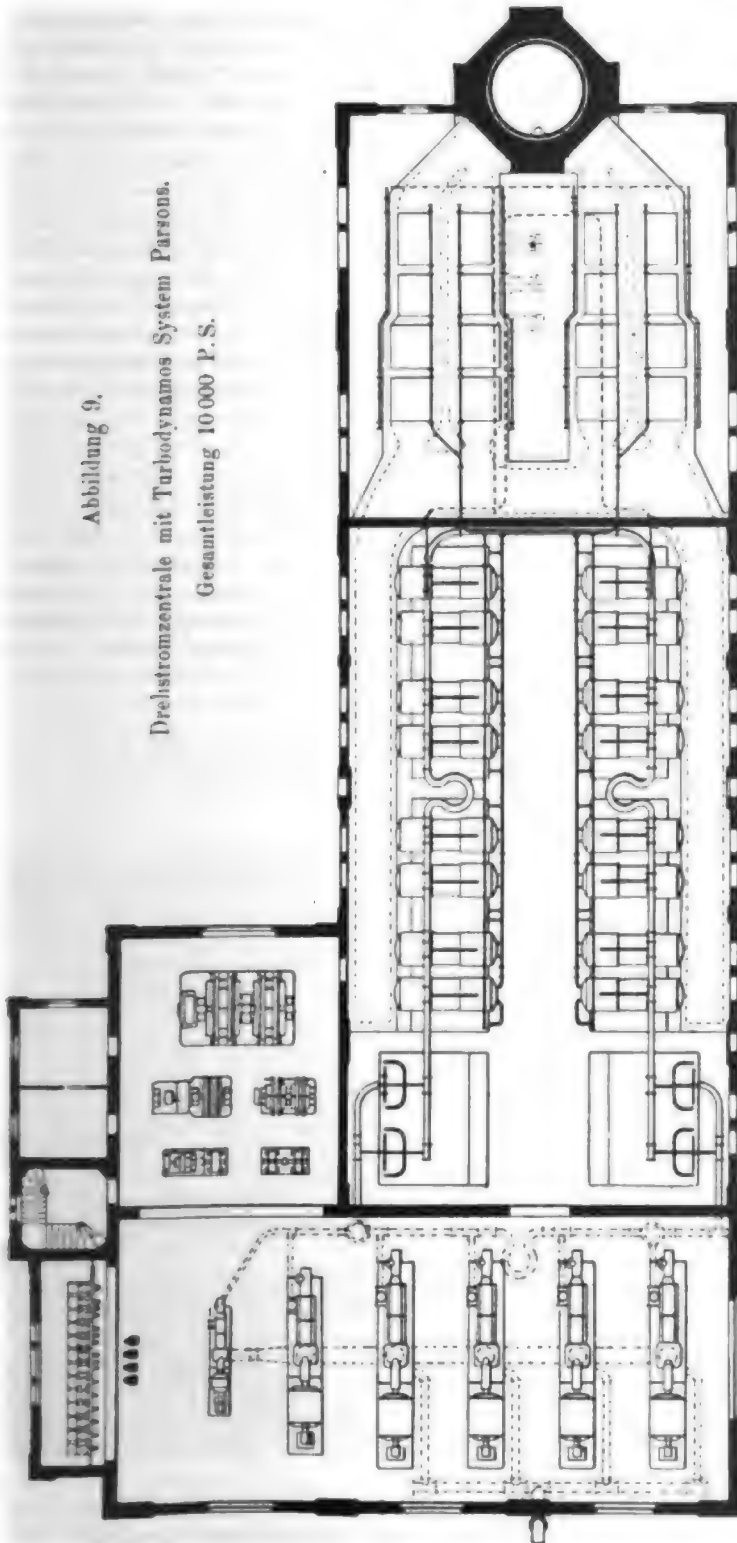 Abbildung 9.
Drehstromzentrale mit Turbodynamos System Parsons.
Gesamtleistung 10000 P.S.